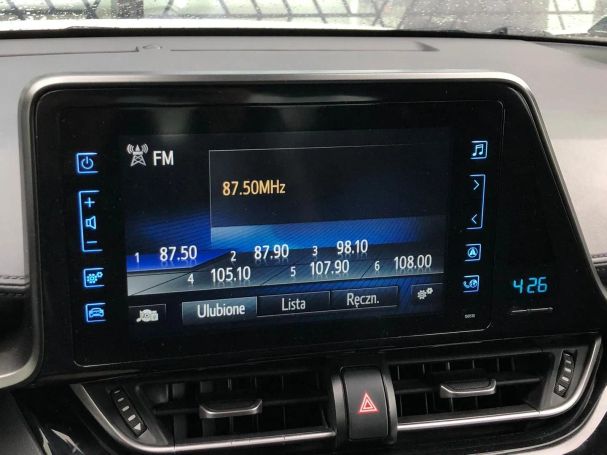 FM
87.50MHz
1 87.50 2 87.90 3 98.10
4 105.10 5 107.90 6 108.00
Ulubione Lista Ręczn.
4:26